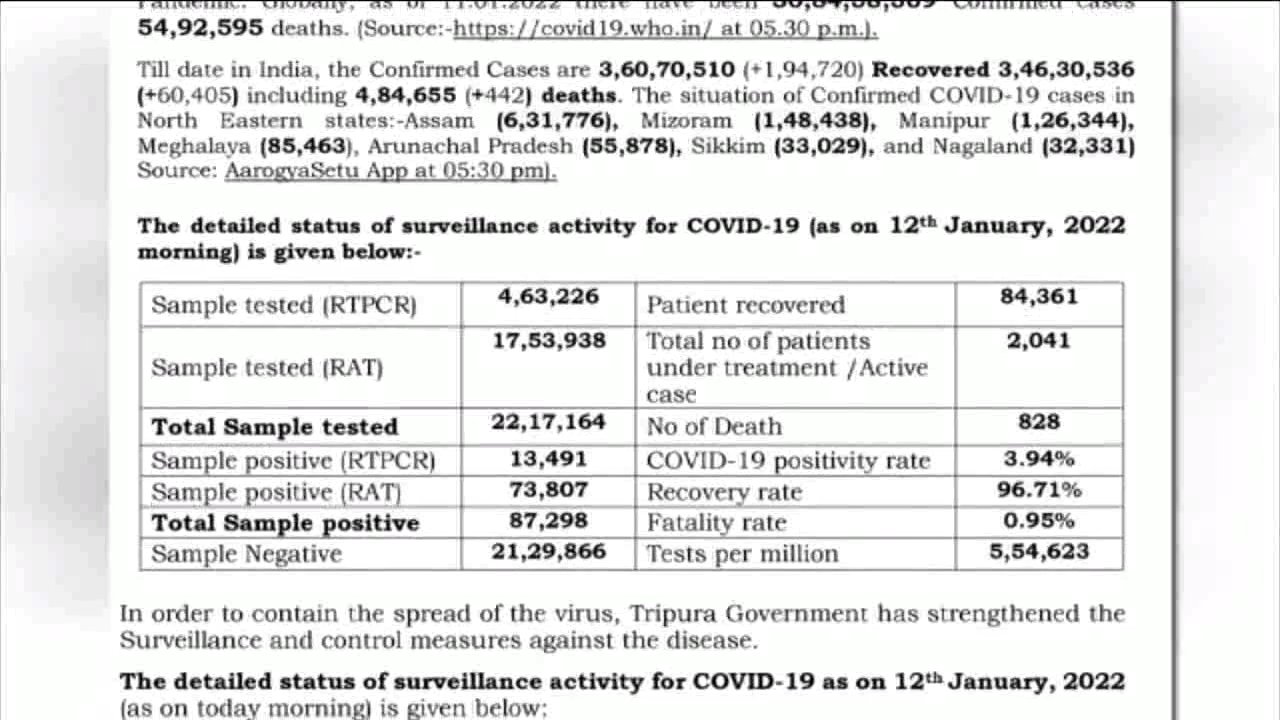 54,92,595 deaths. (Source:-https://covid19.who.in/ at 05.30 p.m.).
Till date in India, the Confirmed Cases are 3,60,70,510 (+1,94,720) Recovered 3,46,30,536
(+60,405) including 4,84,655 (+442) deaths. The situation of Confirmed COVID-19 cases in
North Eastern states:-Assam (6,31,776), Mizoram (1,48,438), Manipur (1,26,344),
Meghalaya (85,463), Arunachal Pradesh (55,878), Sikkim (33,029), and Nagaland (32,331)
Source: AarogyaSetu App at 05:30 pm).
The detailed status of surveillance activity for COVID-19 (as on 12th January, 2022
morning) is given below:-
Sample tested (RTPCR) 4,63,226 Patient recovered 84,361
Sample tested (RAT) 17,53,938 Total no of patients 2,041
under treatment /Active
case
Total Sample tested 22,17,164 No of Death 828
Sample positive (RTPCR) 13,491 COVID-19 positivity rate 3.94%
Sample positive (RAT) 73,807 Recovery rate 96.71%
Total Sample positive 87,298 Fatality rate 0.95%
Sample Negative 21,29,866 Tests per million 5,54,623
In order to contain the spread of the virus, Tripura Government has strengthened the
Surveillance and control measures against the disease.
The detailed status of surveillance activity for COVID-19 as on 12th January, 2022
(as on today morning) is given below: